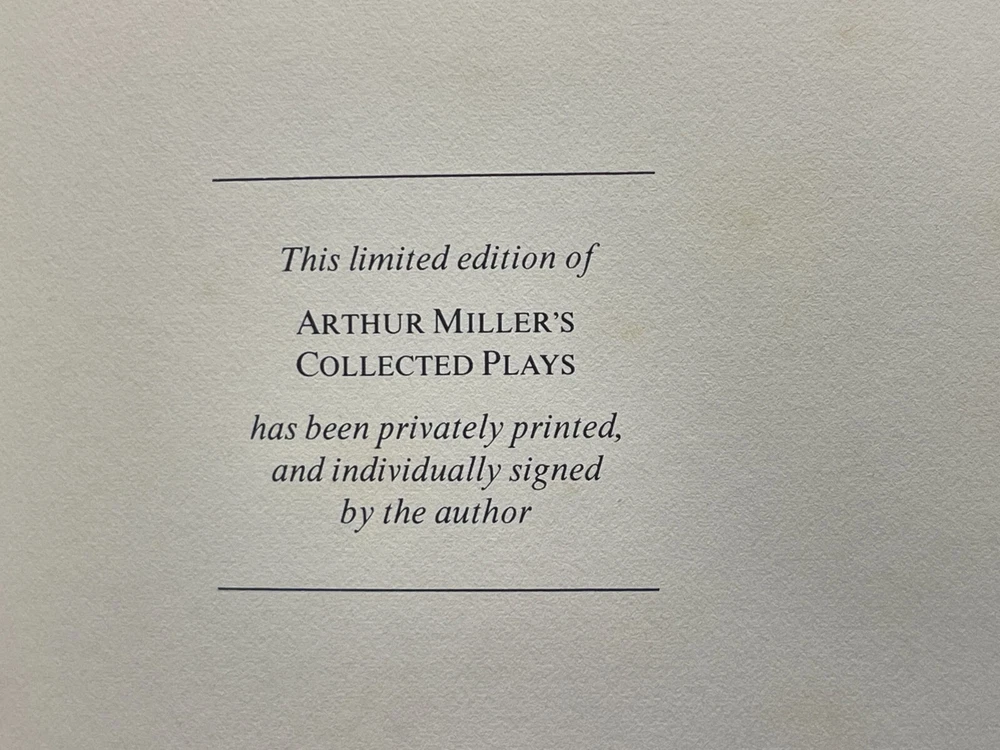 This limited edition of
ARTHUR MILLER'S
COLLECTED PLAYS
has been privately printed,
and individually signed
by the author